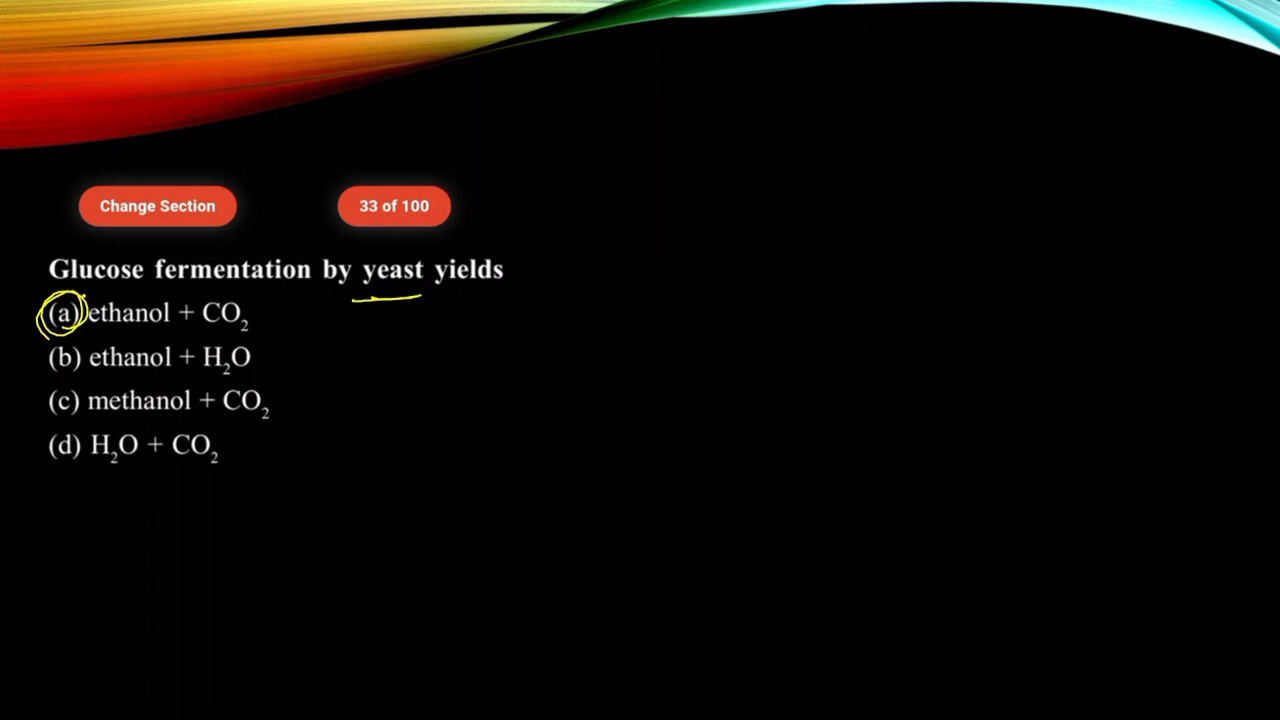 Change Section
33 of 100
Glucose fermentation by yeast yields
(a) ethanol + CO₂
(b) ethanol + H₂O
(c) methanol + CO₂
(d) H₂O + CO₂